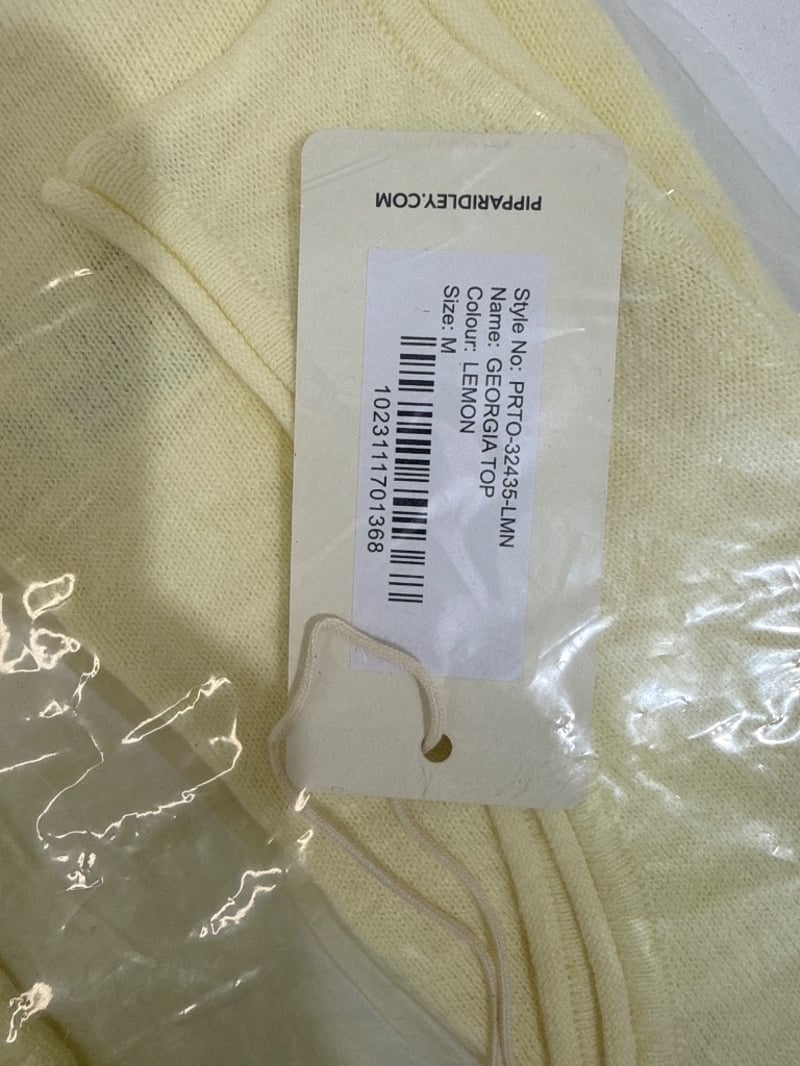 PIPPARIDLEY.COM
Style No: PRTO-32435-LMN
Name: GEORGIA TOP
Colour: LEMON
Size: M
1023111701368